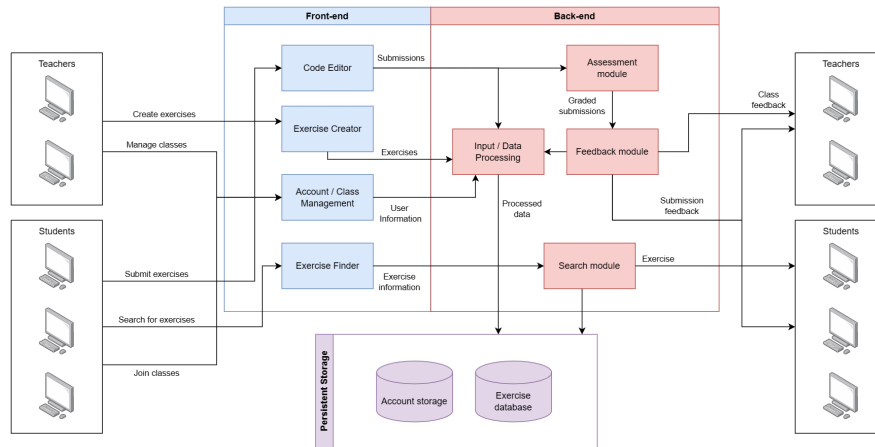 Front-end
Back-end
Teachers
Create exercises
Manage classes
Students
Submit exercises
Search for exercises
Join classes
Code Editor
Submissions
Exercise Creator
Exercises
Account / Class
Management
User
Information
Exercise Finder
Exercise
information
Assessment
module
Graded
submissions
Input / Data
Processing
Feedback module
Processed
data
Submission
feedback
Class
feedback
Search module
Exercise
Teachers
Students
Persistent Storage
Account storage
Exercise
database